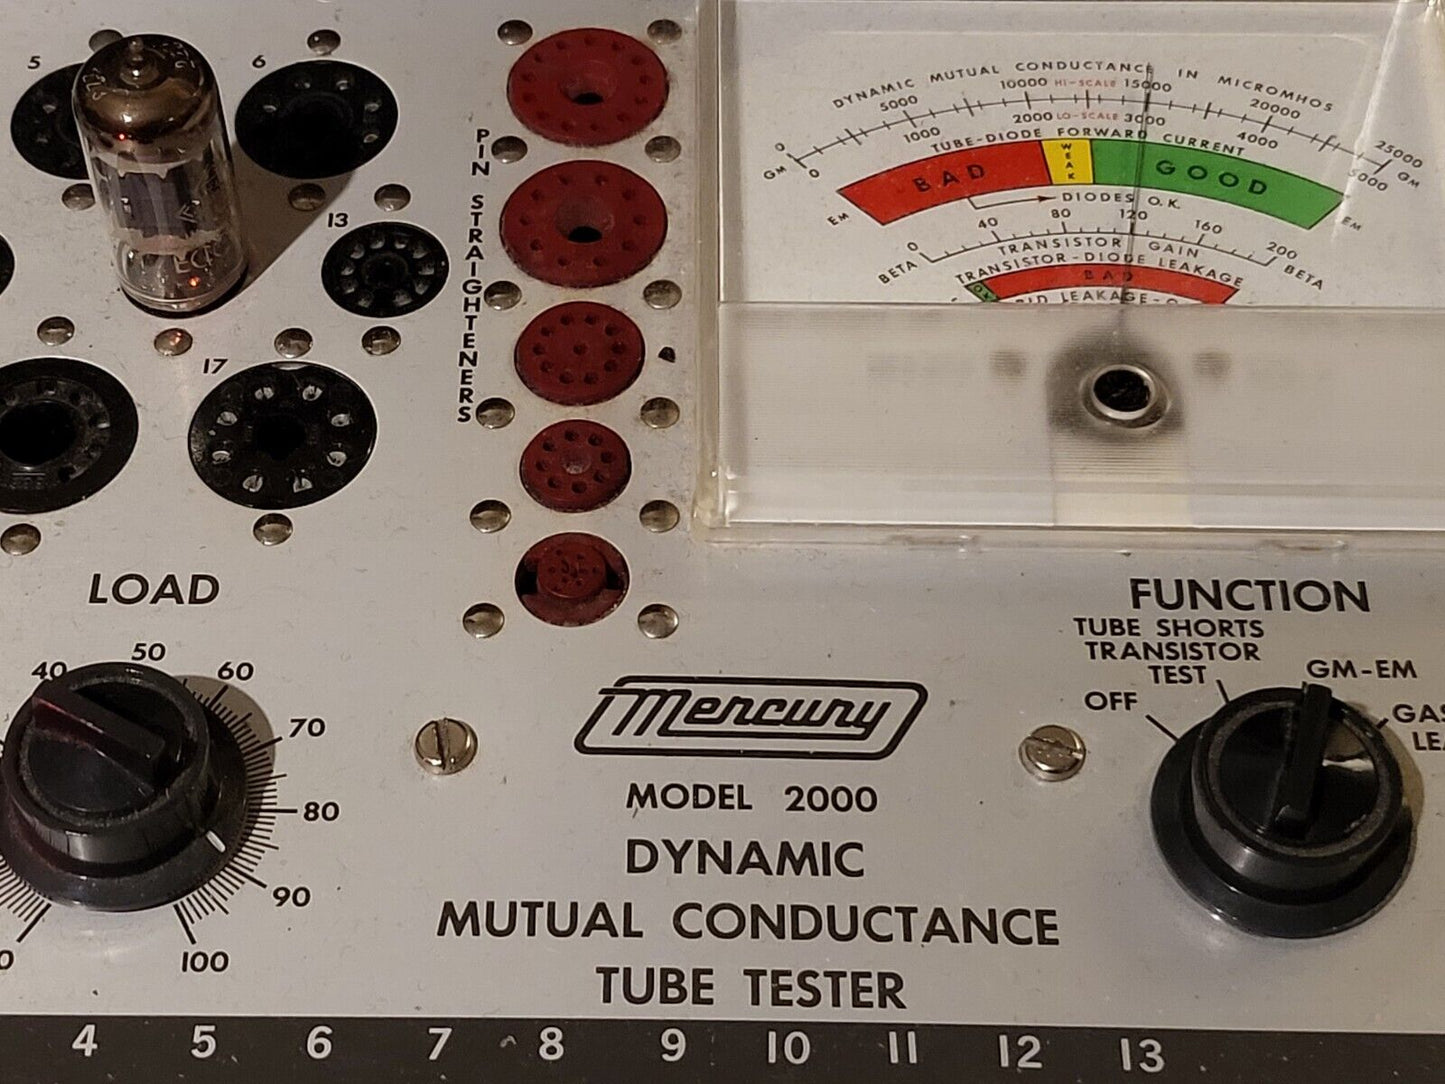 5
6
13
17
PIN STRAIGHTENERS
DYNAMIC MUTUAL CONDUCTANCE IN MICROMHOS
GM 0 5000 10000 HI-SCALE 15000 20000 25000 GM
0 1000 2000 LO-SCALE 3000 4000 5000
TUBE-DIODE FORWARD CURRENT
EM BAD WEAK GOOD EM
DIODES O.K.
BETA 0 40 80 120 160 200 BETA
TRANSISTOR GAIN
TRANSISTOR-DIODE LEAKAGE
BAD
LEAKAGE
LOAD
40
50
60
70
80
90
100
FUNCTION
TUBE SHORTS
TRANSISTOR
TEST
OFF
GM-EM
Mercury
MODEL 2000
DYNAMIC
MUTUAL CONDUCTANCE
TUBE TESTER
4 5 6 7 8 9 10 11 12 13